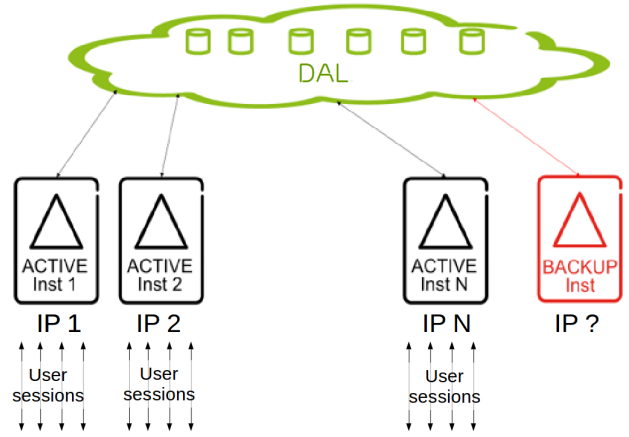 DAL
ACTIVE
Inst 1
ACTIVE
Inst 2
ACTIVE
Inst N
BACKUP
Inst
IP 1
IP 2
IP N
IP ?
User
sessions
User
sessions
User
sessions